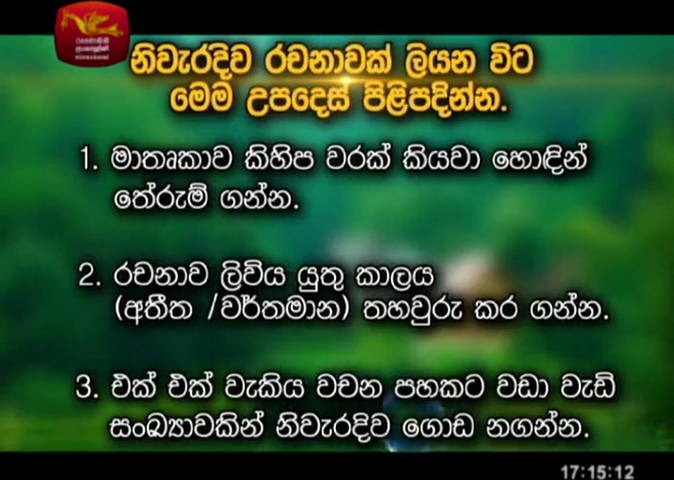 නිවැරදිව රචනාවක් ලියන විට
මෙම උපදෙස් පිළිපදින්න.
1. මාතෘකාව කිහිප වරක් කියවා හොඳින්
තේරුම් ගන්න.
2. රචනාව ලිවිය යුතු කාලය
(අතීත /වර්තමාන) තහවුරු කර ගන්න.
3. එක් එක් වැකිය වචන පහකට වඩා වැඩි
සංඛ්‍යාවකින් නිවැරදිව ගොඩ නගන්න.
17:15:12